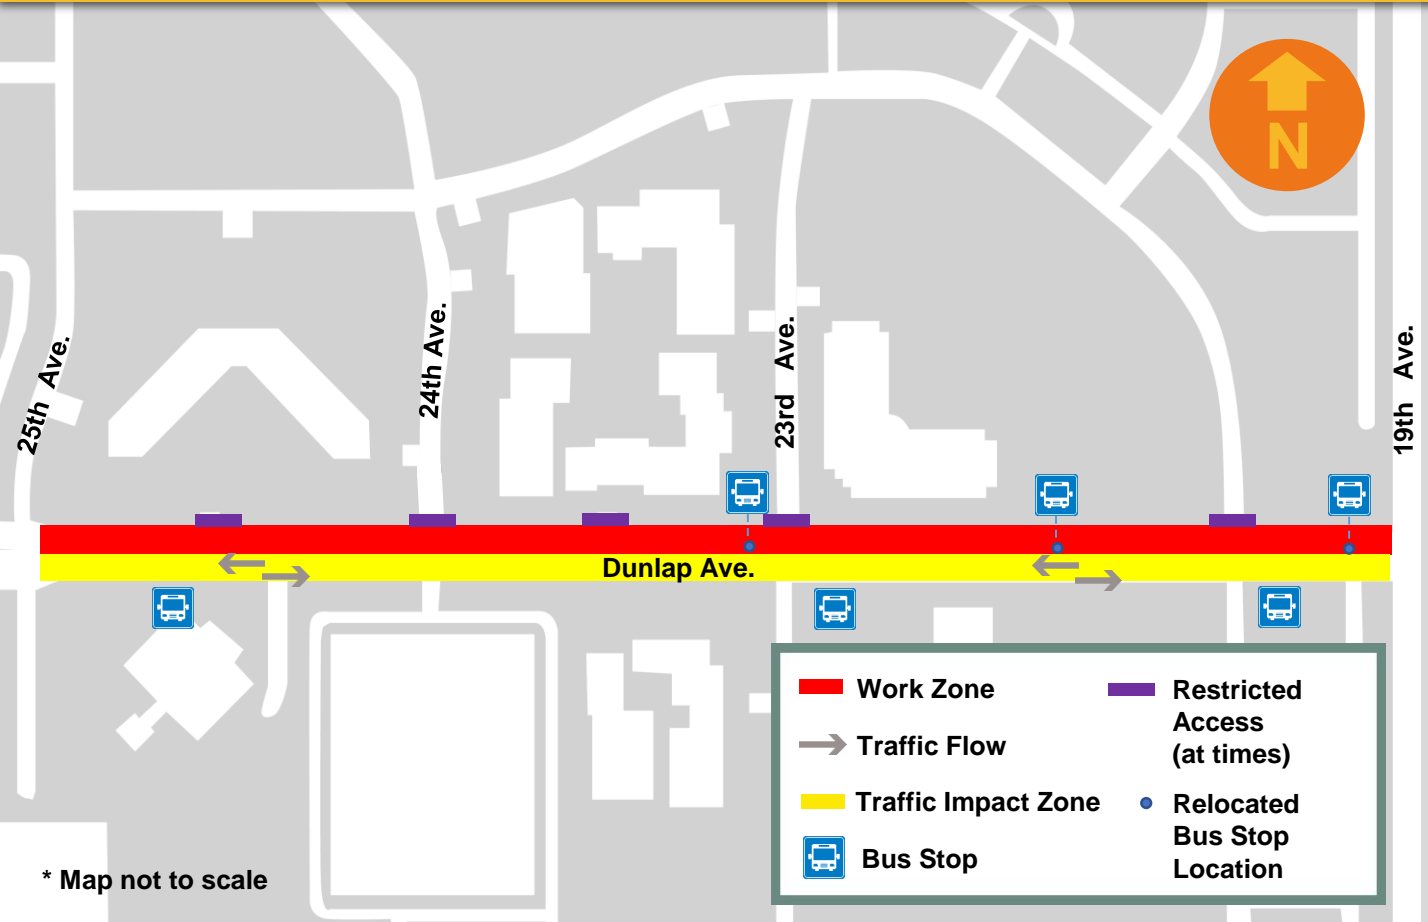 N
25th Ave.
24th Ave.
23rd Ave.
19th Ave.
Dunlap Ave.
Work Zone
Traffic Flow
Traffic Impact Zone
Bus Stop
Restricted
Access
(at times)
Relocated
Bus Stop
Location
* Map not to scale